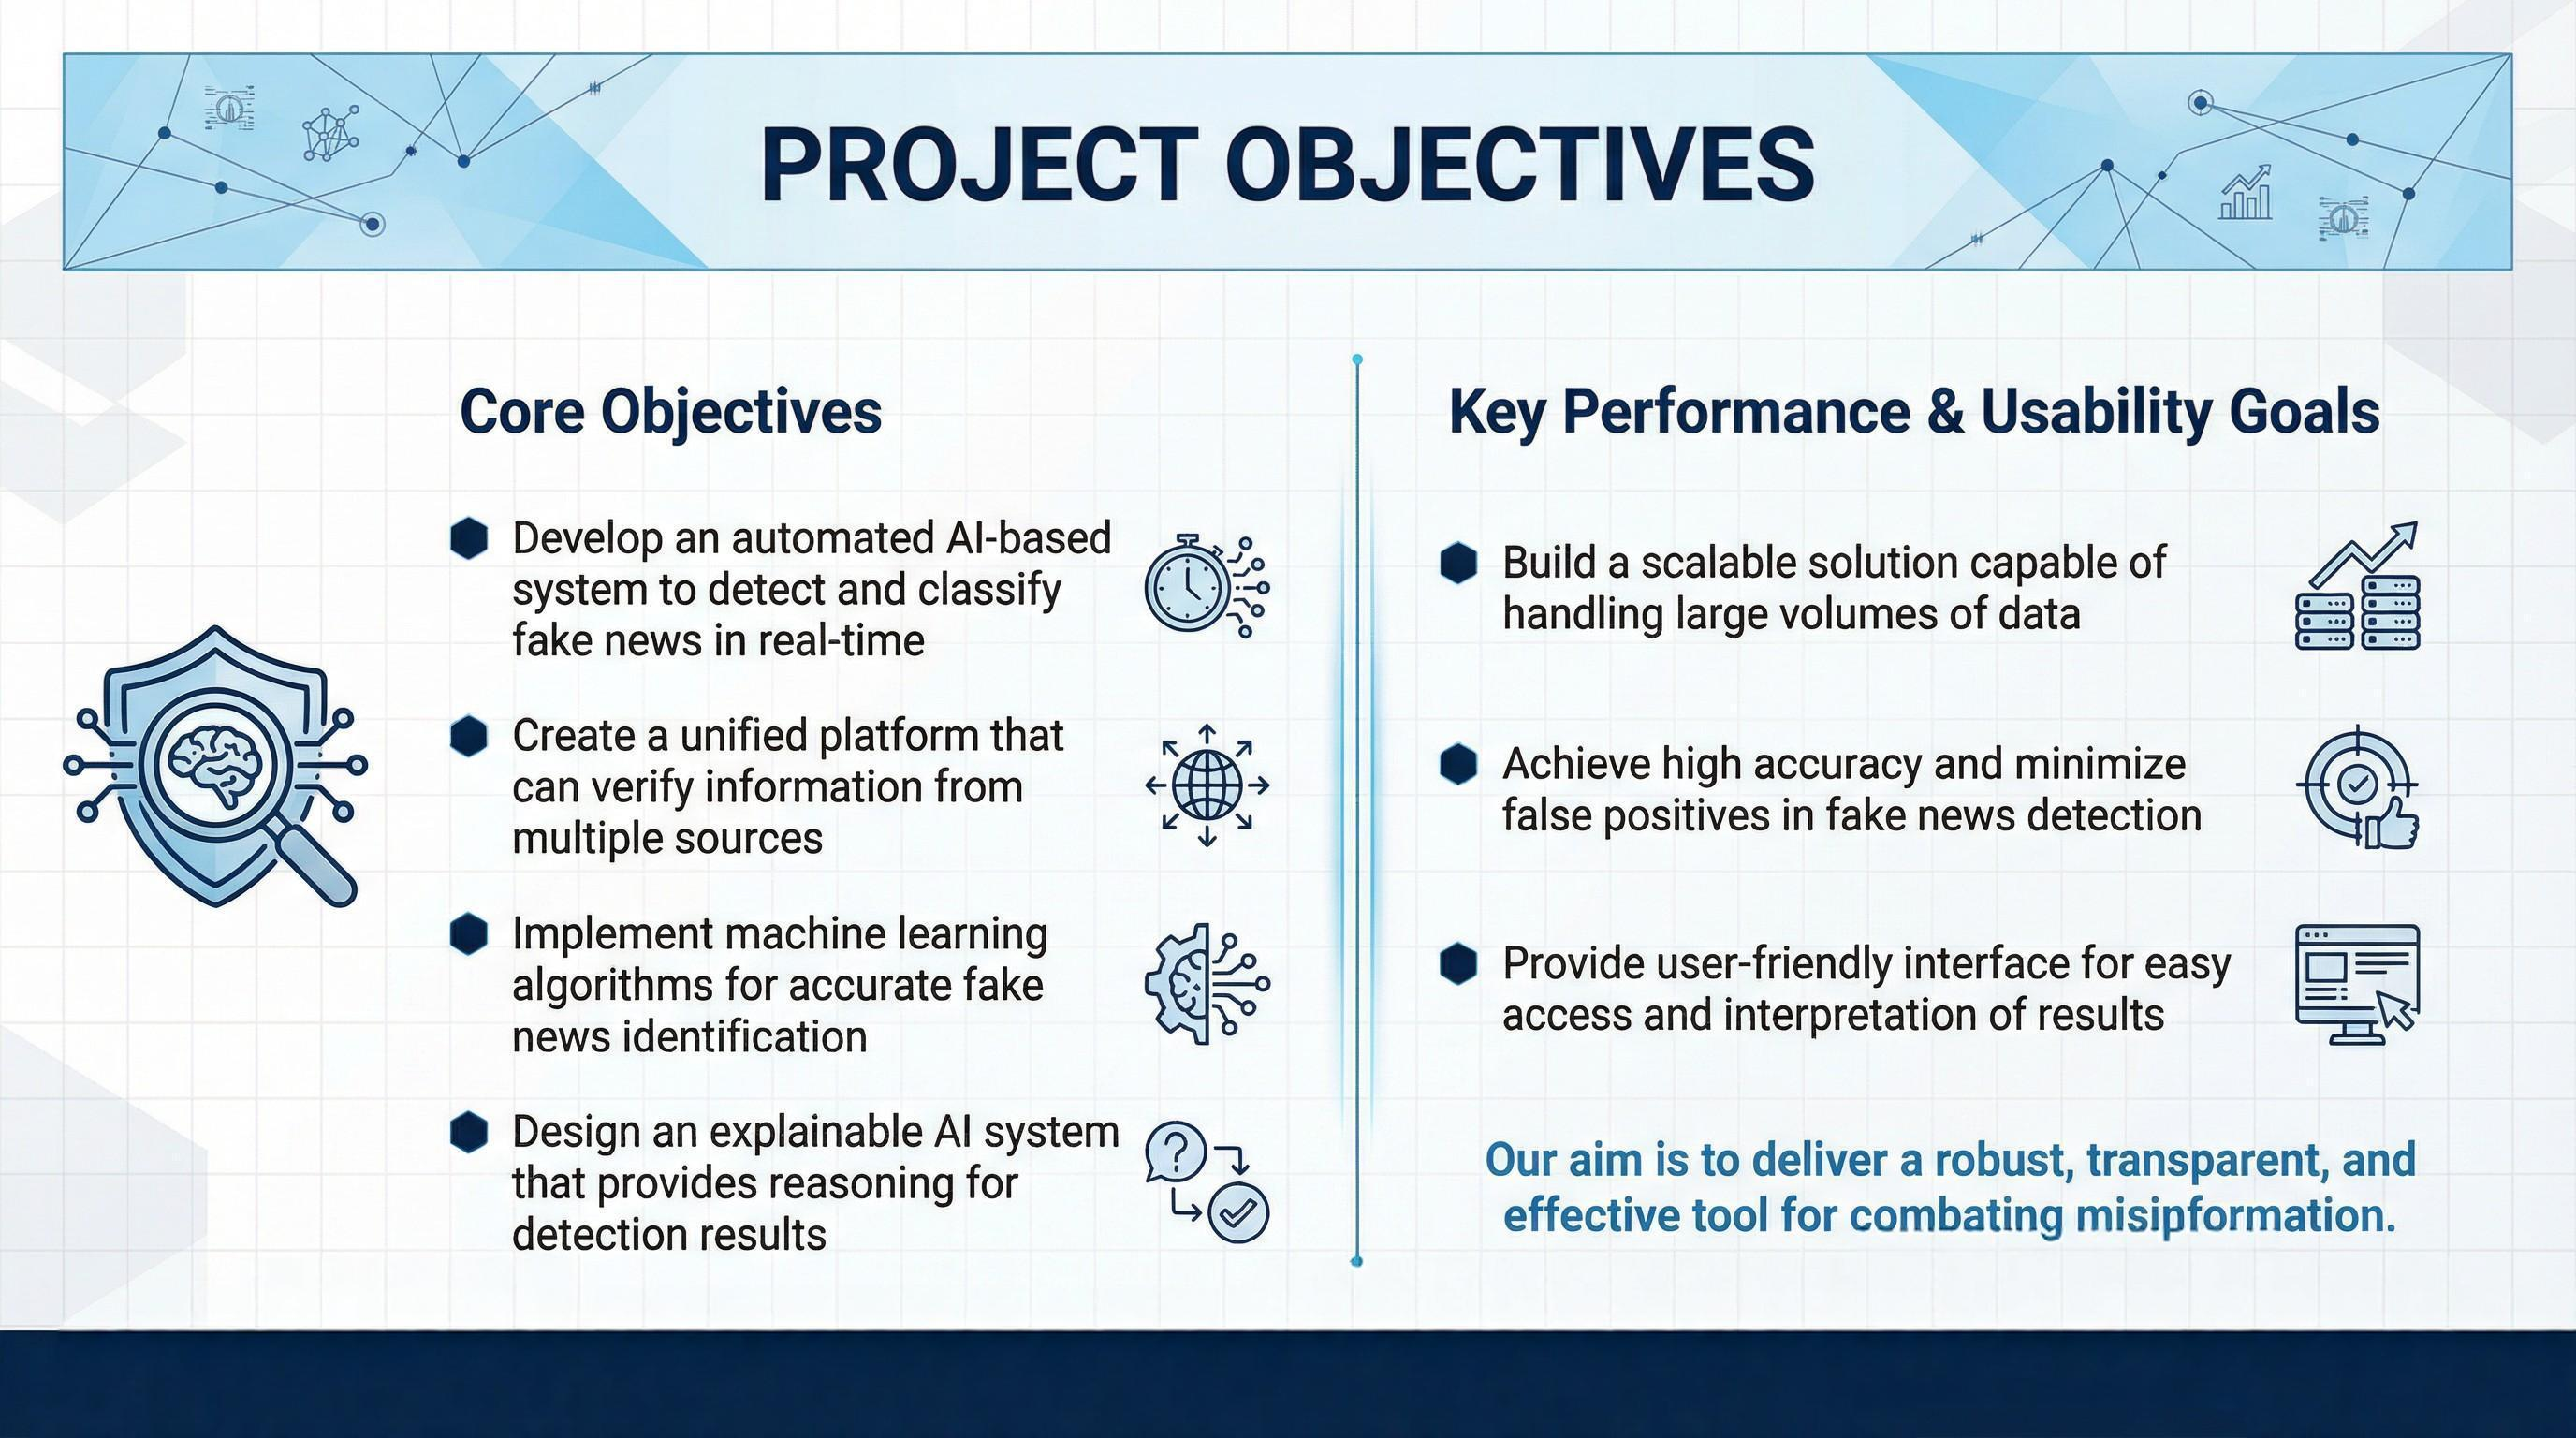 PROJECT OBJECTIVES
Core Objectives
Develop an automated AI-based
system to detect and classify
fake news in real-time
Create a unified platform that
can verify information from
multiple sources
Implement machine learning
algorithms for accurate fake
news identification
Design an explainable AI system
that provides reasoning for
detection results
Key Performance & Usability Goals
Build a scalable solution capable of
handling large volumes of data
Achieve high accuracy and minimize
false positives in fake news detection
Provide user-friendly interface for easy
access and interpretation of results
Our aim is to deliver a robust, transparent, and
effective tool for combating misipformation.